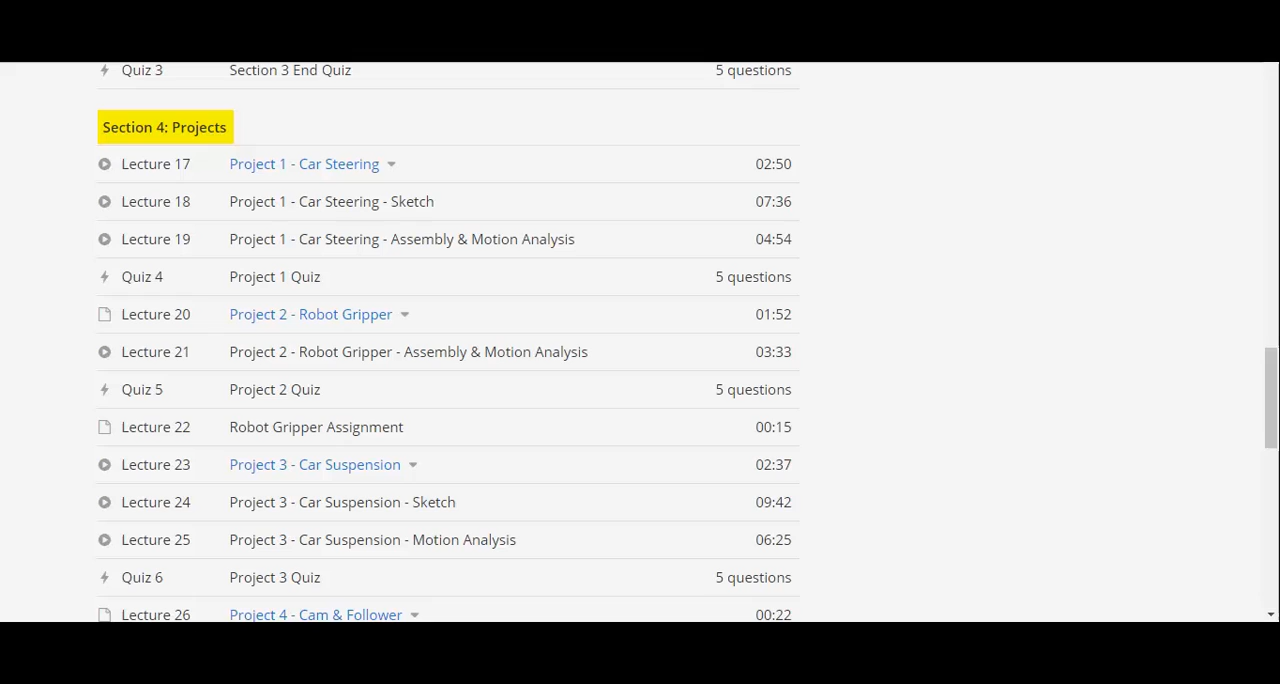 Quiz 3 Section 3 End Quiz 5 questions
Section 4: Projects
Lecture 17 Project 1 - Car Steering 02:50
Lecture 18 Project 1 - Car Steering - Sketch 07:36
Lecture 19 Project 1 - Car Steering - Assembly & Motion Analysis 04:54
Quiz 4 Project 1 Quiz 5 questions
Lecture 20 Project 2 - Robot Gripper 01:52
Lecture 21 Project 2 - Robot Gripper - Assembly & Motion Analysis 03:33
Quiz 5 Project 2 Quiz 5 questions
Lecture 22 Robot Gripper Assignment 00:15
Lecture 23 Project 3 - Car Suspension 02:37
Lecture 24 Project 3 - Car Suspension - Sketch 09:42
Lecture 25 Project 3 - Car Suspension - Motion Analysis 06:25
Quiz 6 Project 3 Quiz 5 questions
Lecture 26 Project 4 - Cam & Follower 00:22